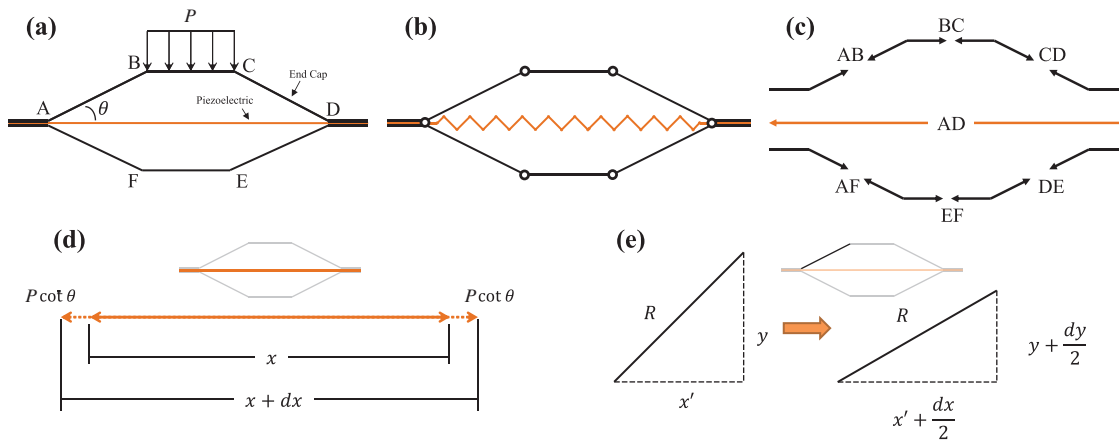 (a)
P
B
C
End Cap
Piezoelectric
A
θ
D
F
E
(b)
(c)
BC
AB
CD
AD
AF
DE
EF
(d)
P cot θ
P cot θ
x
x + dx
(e)
R
y
x′
R
y + dy/2
x′ + dx/2